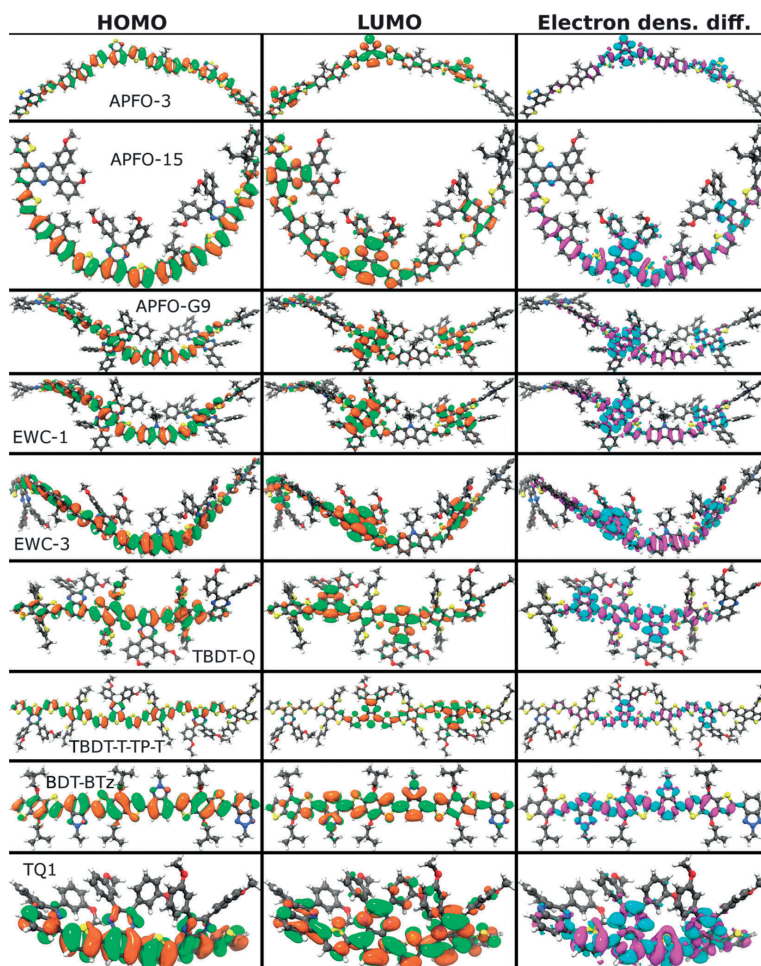 HOMO LUMO Electron dens. diff.
APFO-3
APFO-15
APFO-G9
EWC-1
EWC-3
TBDT-Q
TBDT-T-TP-T
BDT-BTz
TQ1